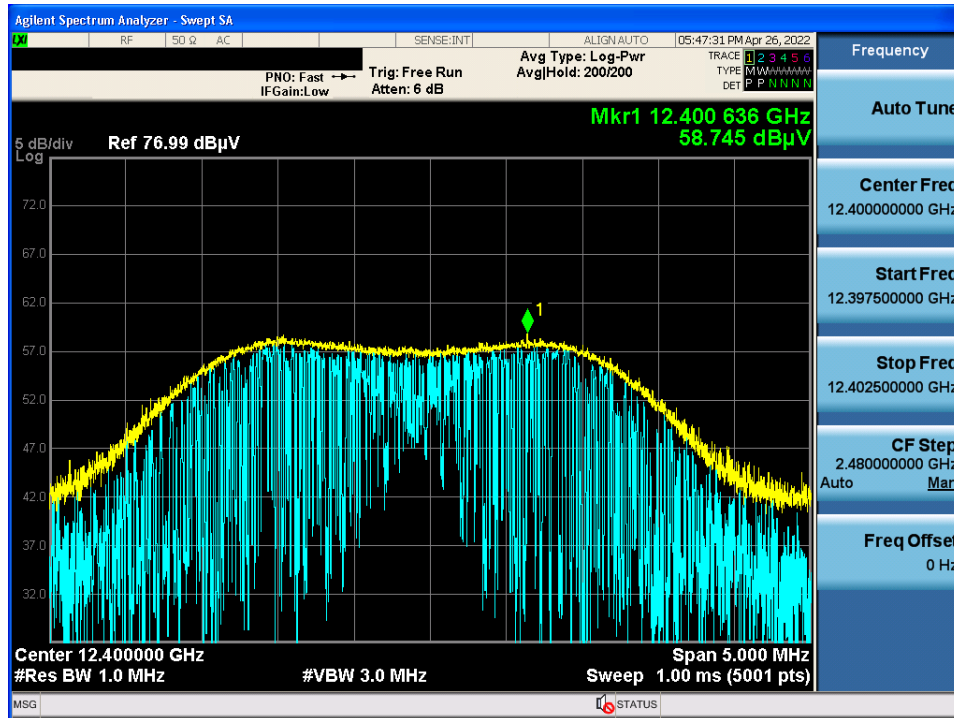 Agilent Spectrum Analyzer - Swept SA
LXI RF 50 Ω AC SENSE:INT ALIGN AUTO 05:47:31 PM Apr 26, 2022
Frequency
PNO: Fast Trig: Free Run Avg Type: Log-Pwr TRACE 1 2 3 4 5 6
IFGain:Low Atten: 6 dB Avg|Hold: 200/200 TYPE M W W W W W
DET P P N N N N
Auto Tune
Mkr1 12.400 636 GHz
58.745 dBµV
5 dB/div Ref 76.99 dBµV
Log
72.0
67.0
62.0
57.0
52.0
47.0
42.0
37.0
32.0
1
Center Freq
12.400000000 GHz
Start Freq
12.397500000 GHz
Stop Freq
12.402500000 GHz
CF Step
2.480000000 GHz
Auto Man
Freq Offset
0 Hz
Center 12.400000 GHz Span 5.000 MHz
#Res BW 1.0 MHz #VBW 3.0 MHz Sweep 1.00 ms (5001 pts)
MSG STATUS